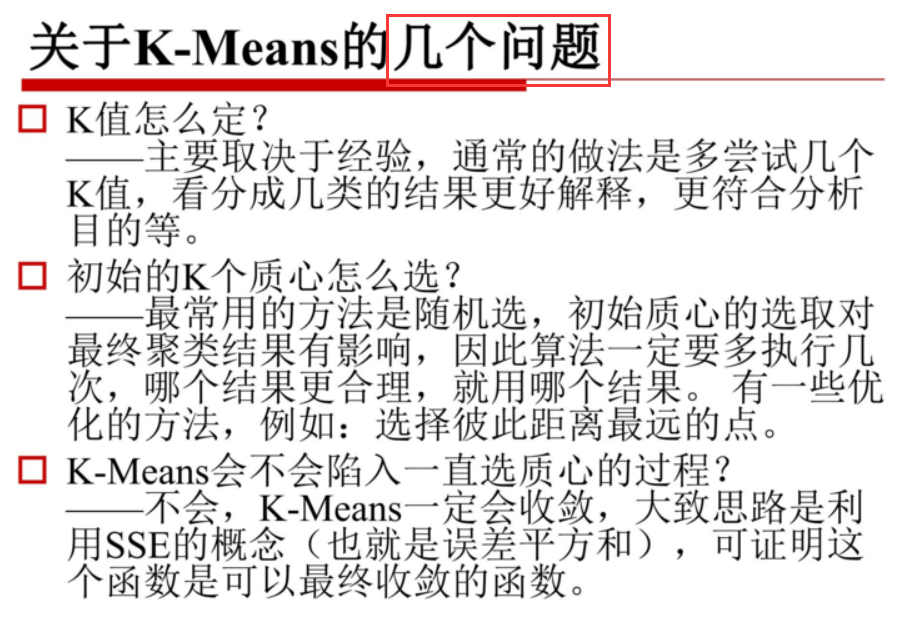 关于K-Means的几个问题
K值怎么定？
——主要取决于经验，通常的做法是多尝试几个
K值，看分成几类的结果更好解释，更符合分析
目的等。
初始的K个质心怎么选？
——最常用的方法是随机选，初始质心的选取对
最终聚类结果有影响，因此算法一定要多执行几
次，哪个结果更合理，就用哪个结果。 有一些优
化的方法，例如：选择彼此距离最远的点。
K-Means会不会陷入一直选质心的过程？
——不会，K-Means一定会收敛，大致思路是利
用SSE的概念（也就是误差平方和），可证明这
个函数是可以最终收敛的函数。